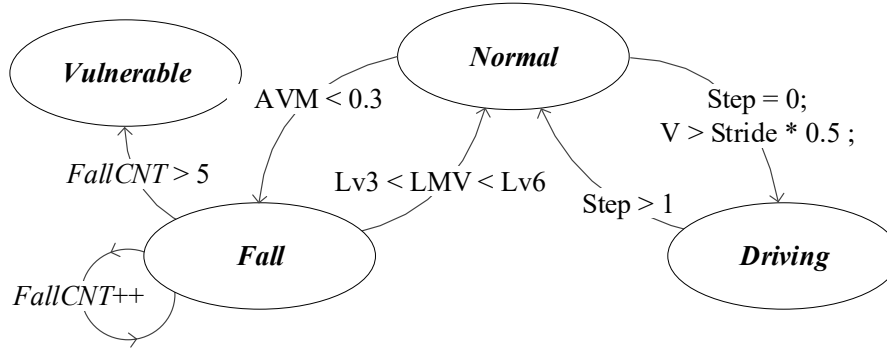 Vulnerable
Normal
AVM < 0.3
Step = 0;
V > Stride * 0.5 ;
FallCNT > 5
Lv3 < LMV < Lv6
Step > 1
Fall
Driving
FallCNT++